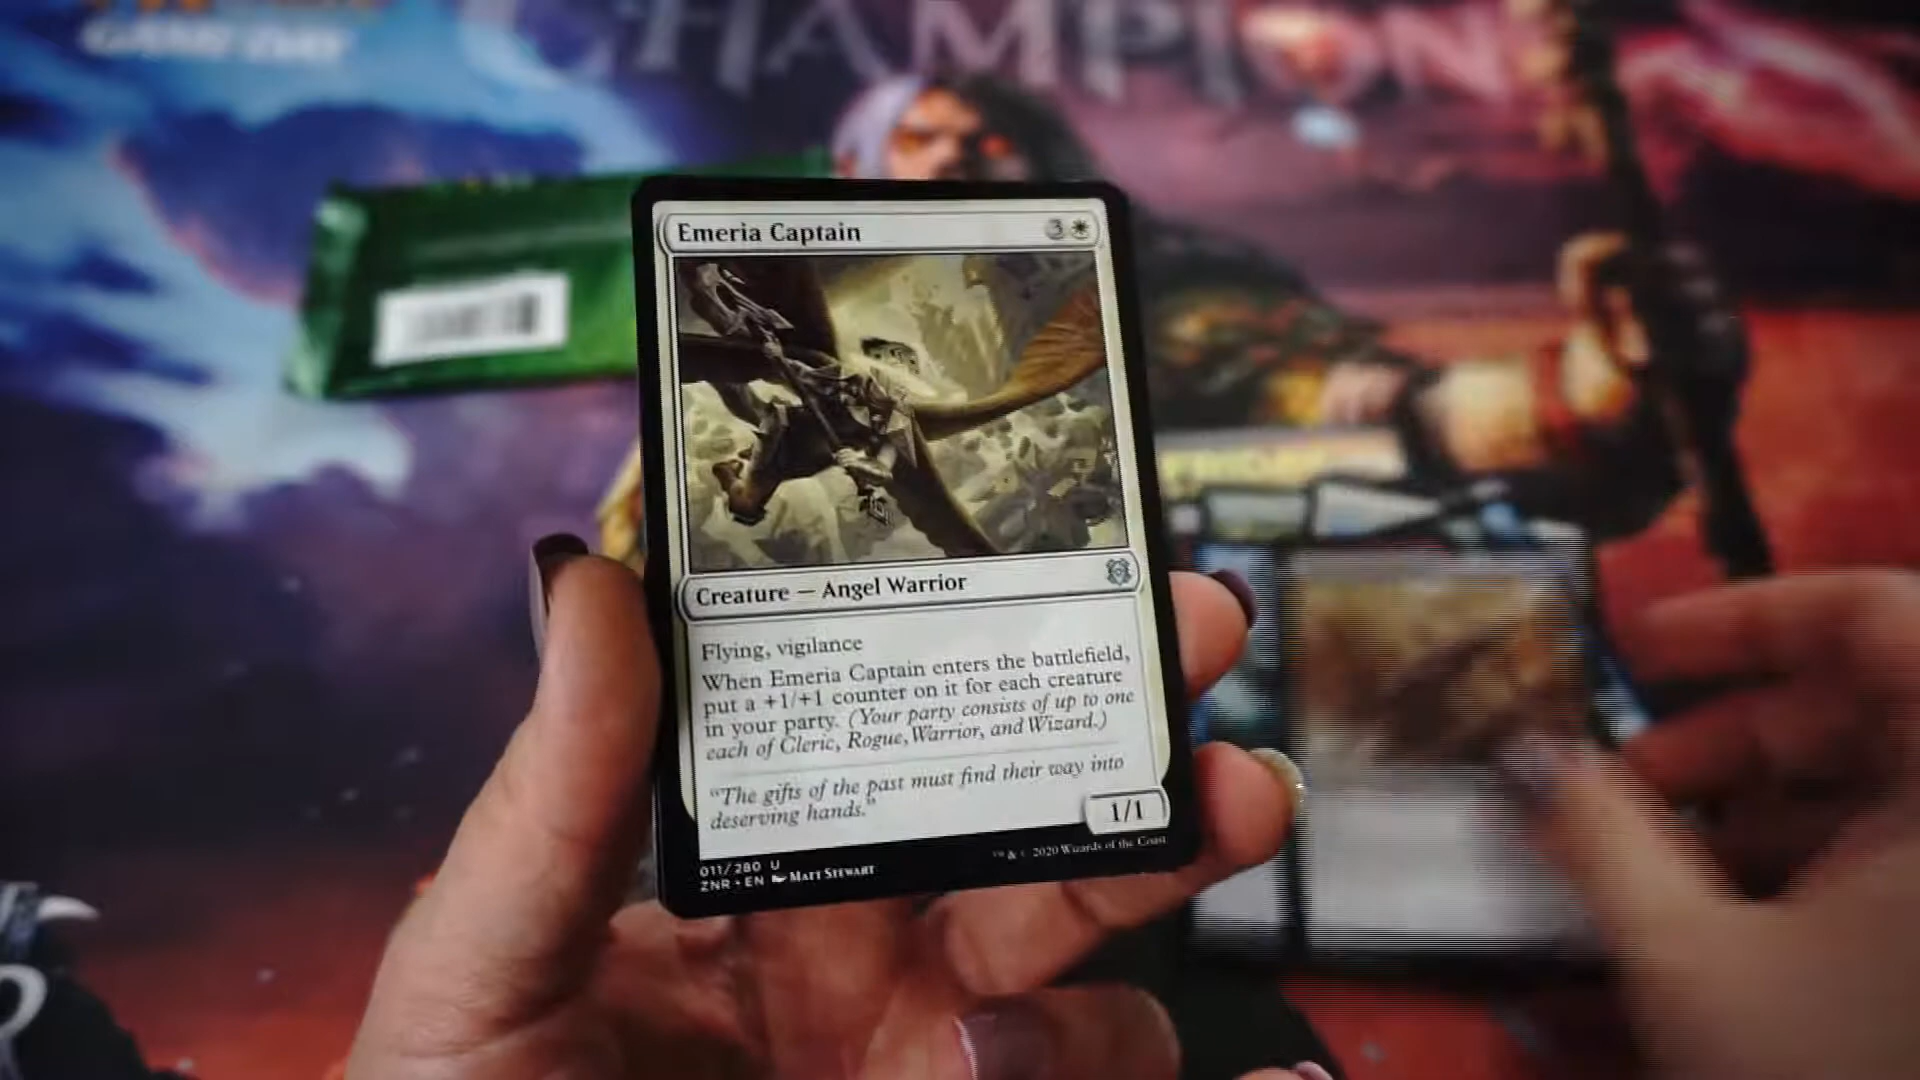 GAME DAY
CHAMPION
Emeria Captain 3
Creature — Angel Warrior
Flying, vigilance
When Emeria Captain enters the battlefield,
put a +1/+1 counter on it for each creature
in your party. (Your party consists of up to one
each of Cleric, Rogue, Warrior, and Wizard.)
"The gifts of the past must find their way into
deserving hands."
1/1
011/280 U
ZNR • EN Matt Stewart
™ & © 2020 Wizards of the Coast